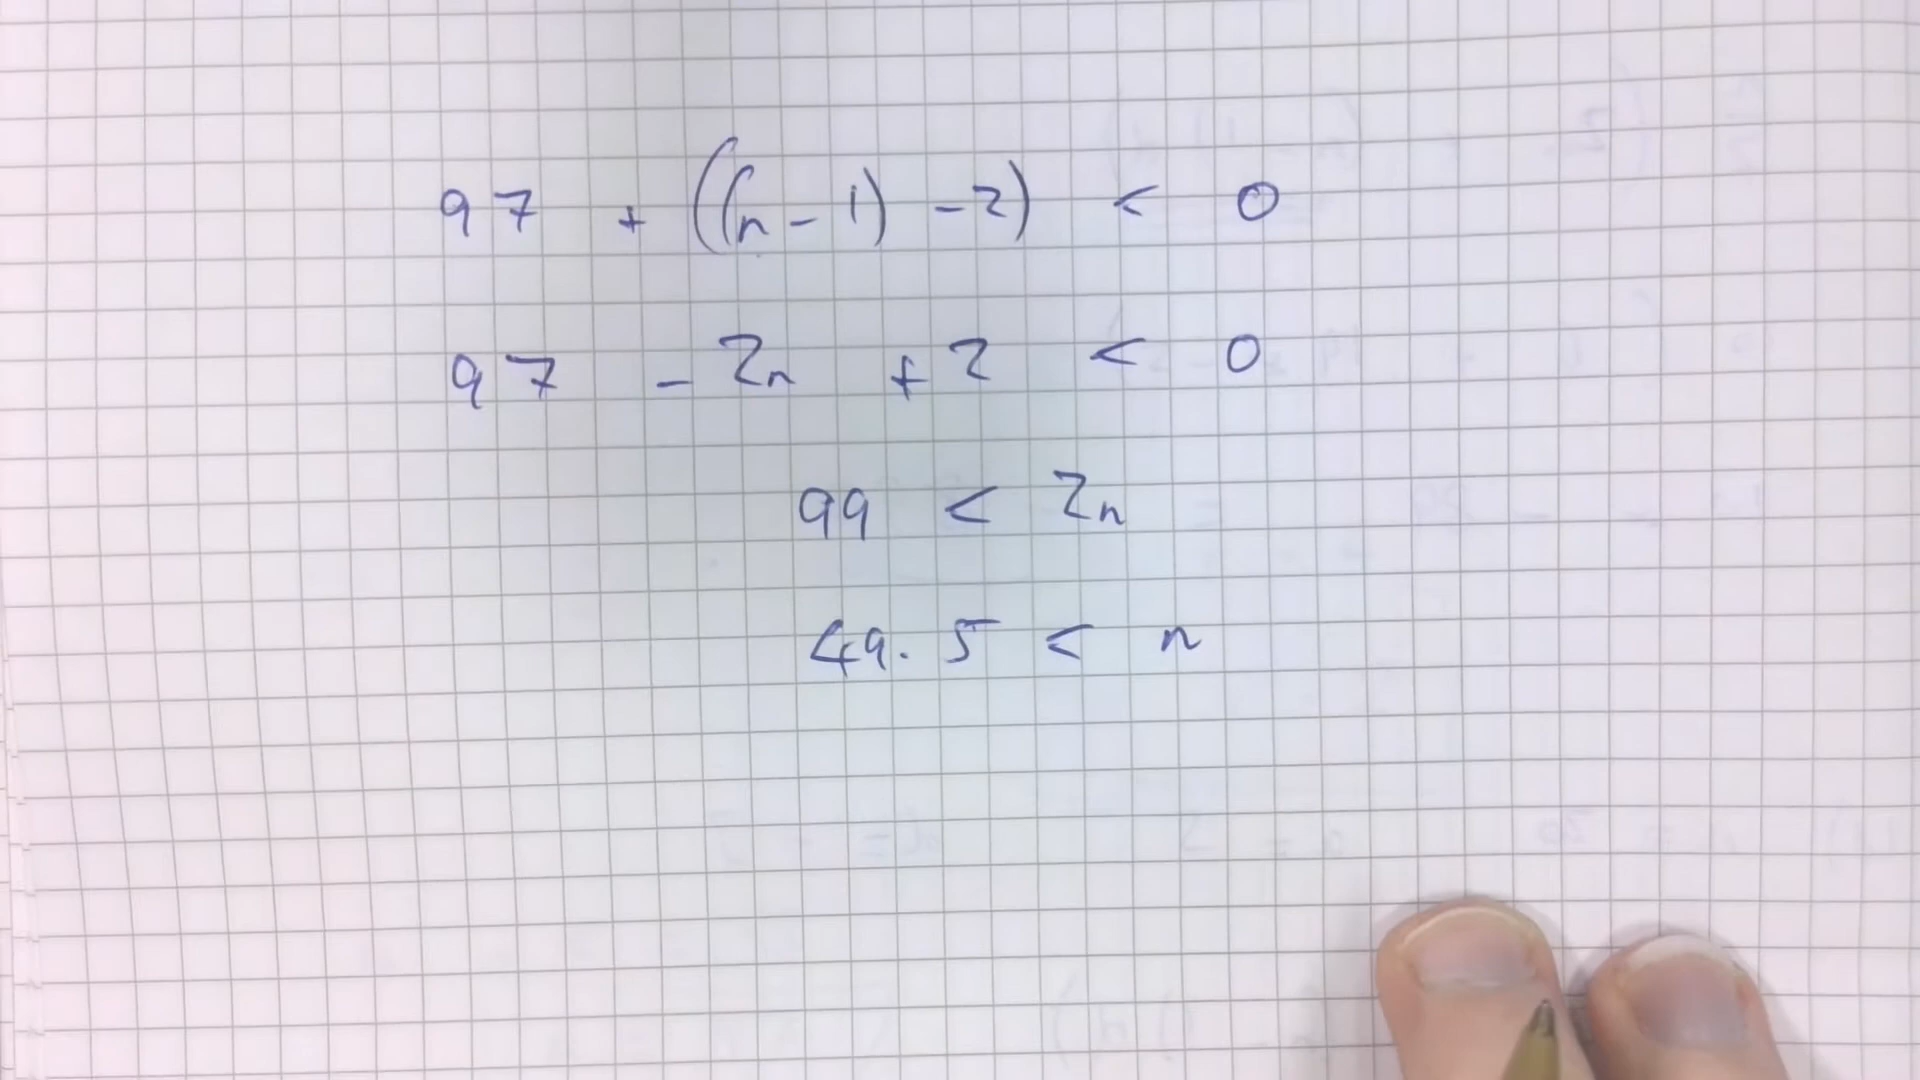 97 + ((n - 1) - 2) < 0
97 - 2n + 2 < 0
99 < 2n
49.5 < n